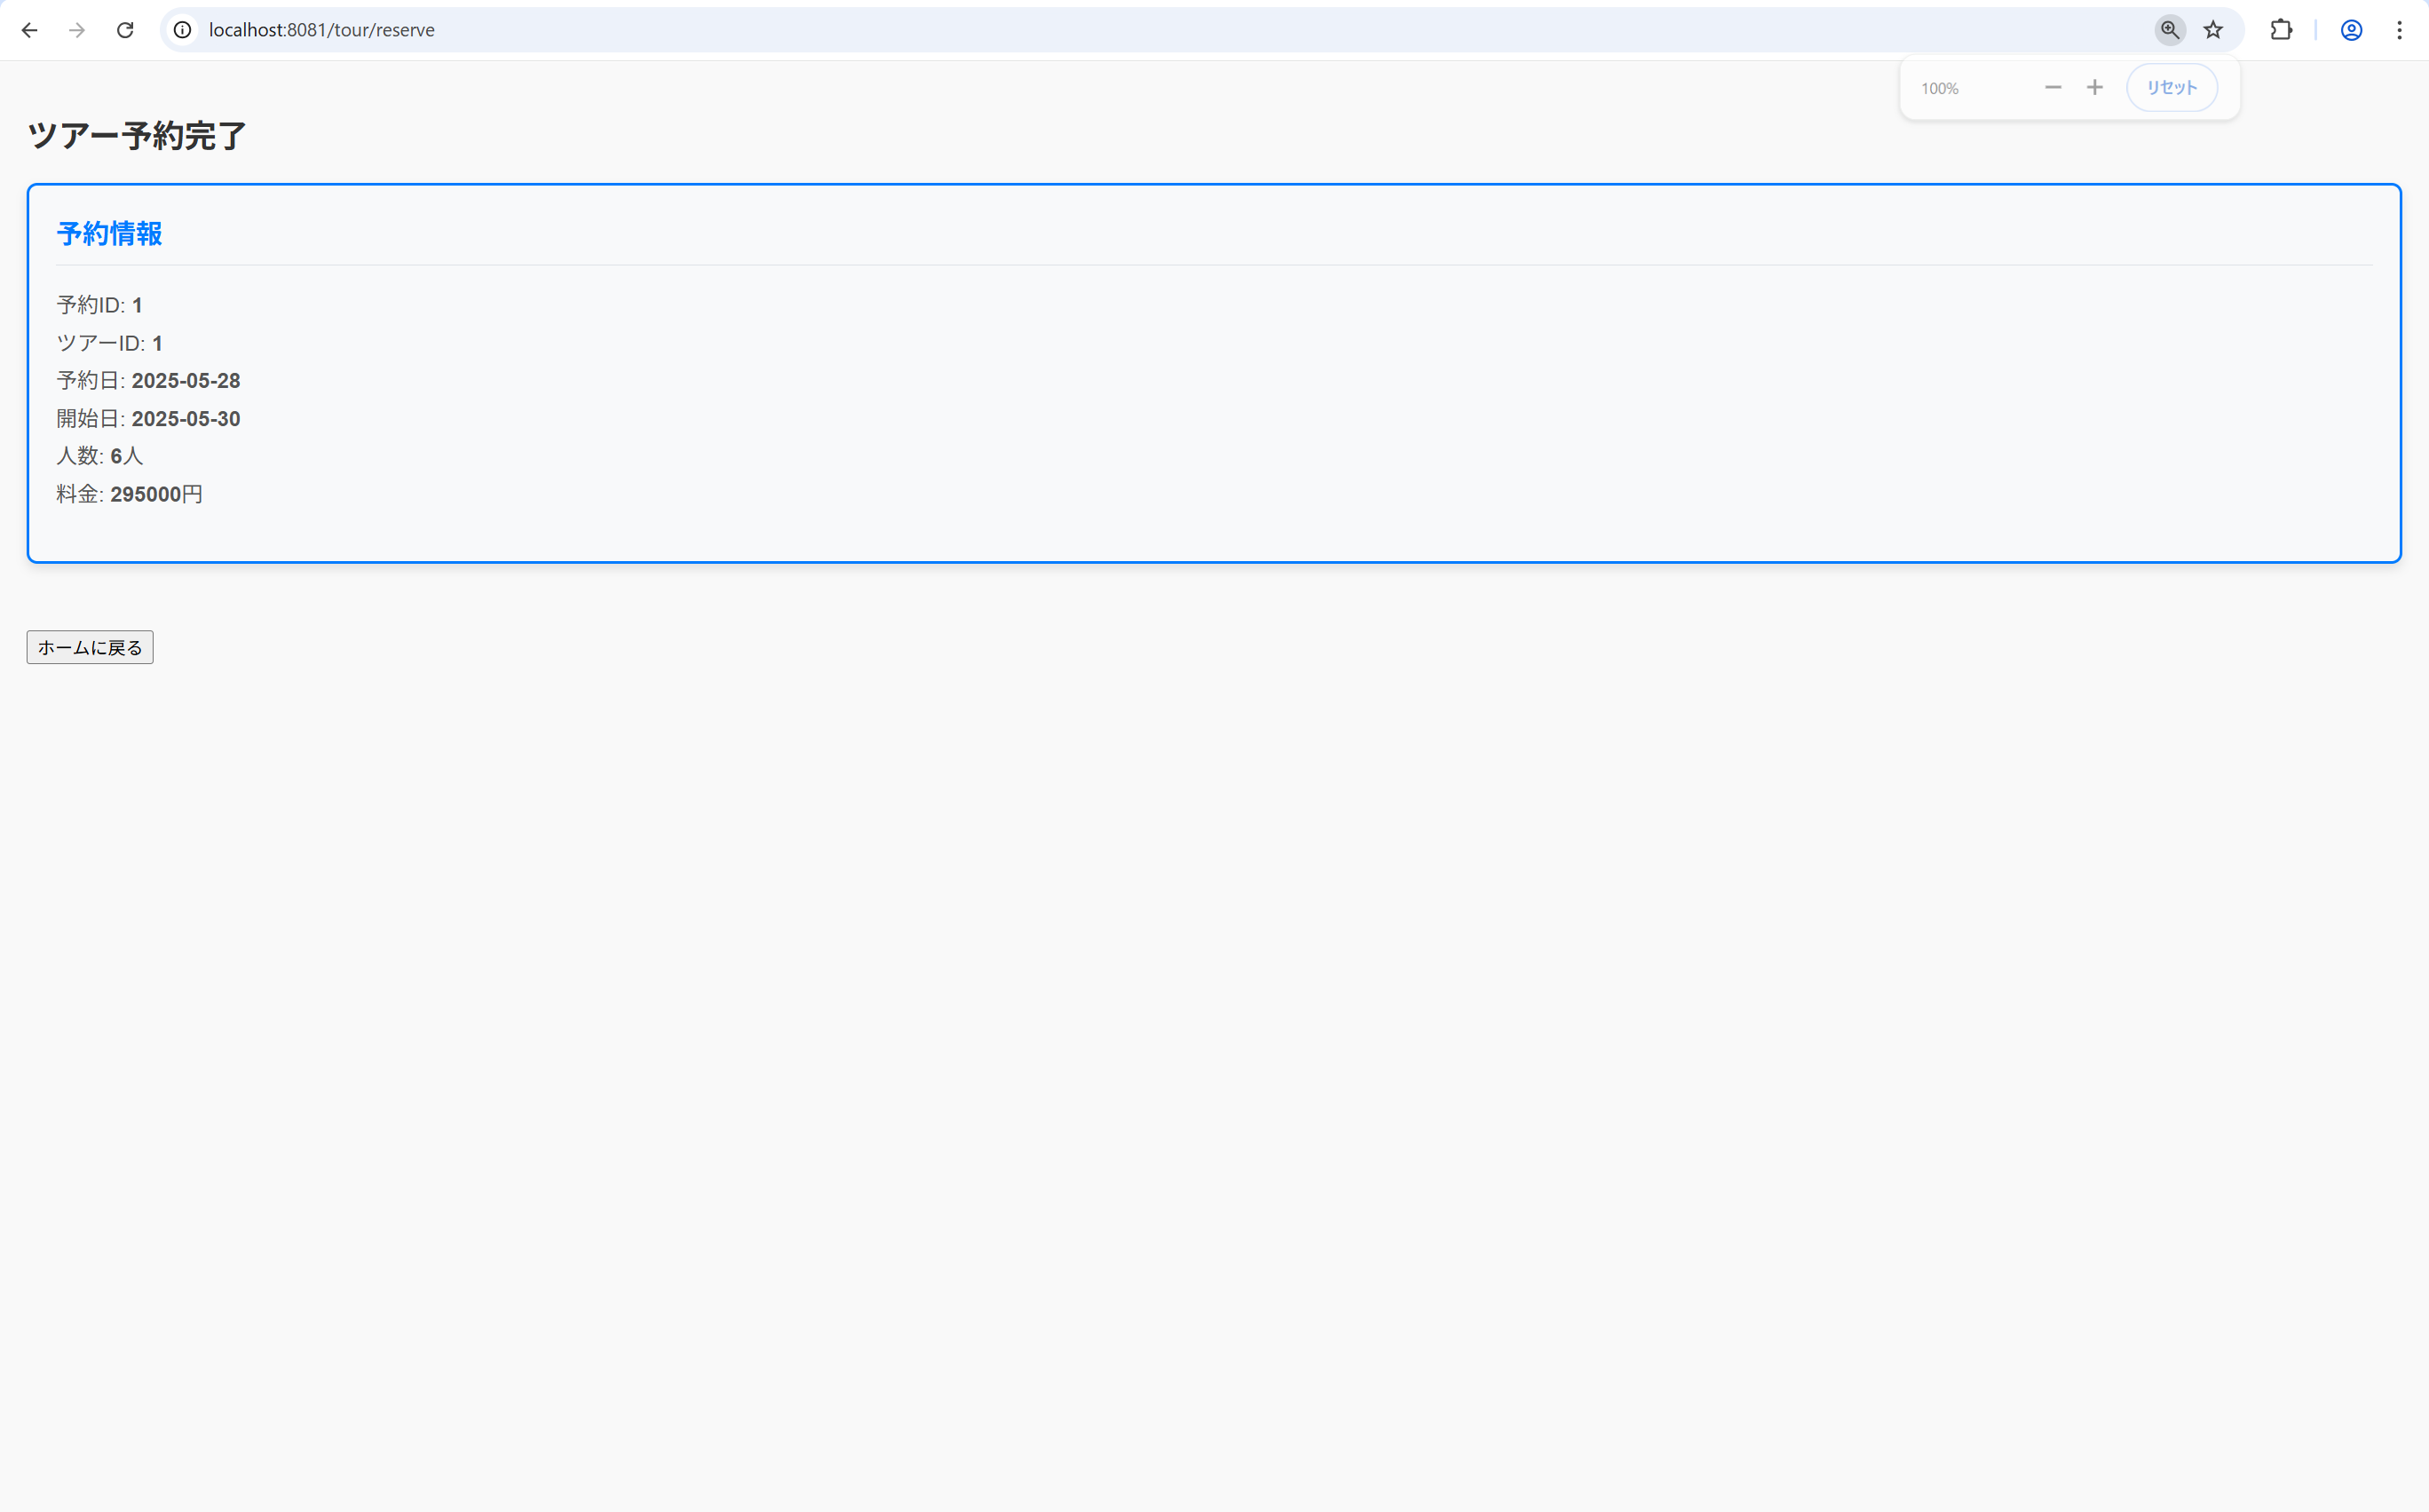 localhost:8081/tour/reserve
100%
リセット
ツアー予約完了
予約情報
予約ID: 1
ツアーID: 1
予約日: 2025-05-28
開始日: 2025-05-30
人数: 6人
料金: 295000円
ホームに戻る